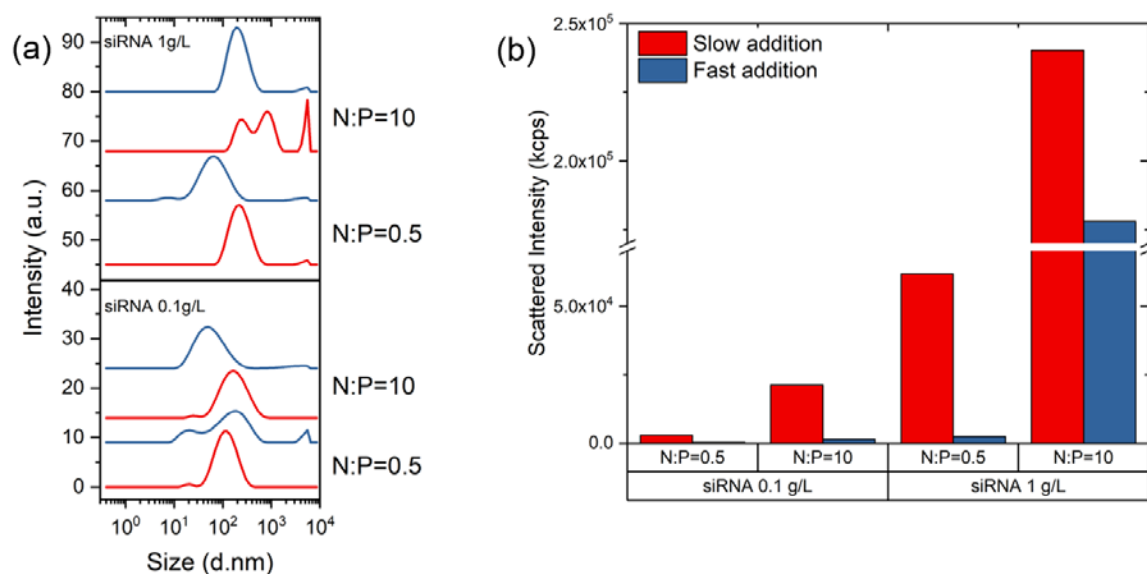 (a)
siRNA 1g/L
90
80
70
60
50
N:P=10
N:P=0.5
siRNA 0.1g/L
40
30
20
10
0
N:P=10
N:P=0.5
Intensity (a.u.)
10^0 10^1 10^2 10^3 10^4
Size (d.nm)
(b)
Slow addition
Fast addition
2.5x10^5
2.0x10^5
5.0x10^4
0.0
Scattered Intensity (kcps)
N:P=0.5 N:P=10 N:P=0.5 N:P=10
siRNA 0.1 g/L siRNA 1 g/L